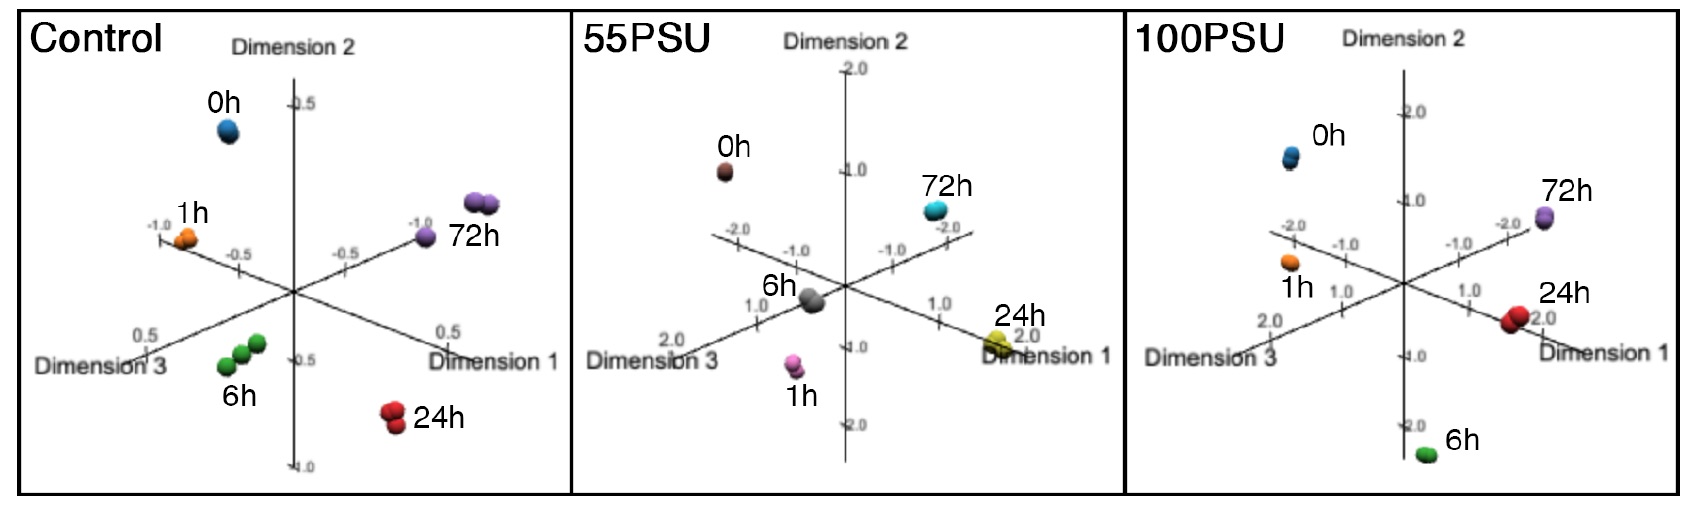 Control
Dimension 2
0.5
0h
1h
-1.0
-0.5
-1.0
-0.5
72h
0.5
0.5
Dimension 3
Dimension 1
0.5
6h
24h
-1.0
55PSU
Dimension 2
2.0
0h
1.0
72h
-2.0
-1.0
-2.0
-1.0
6h
1.0
1.0
24h
2.0
2.0
Dimension 3
Dimension 1
-1.0
1h
-2.0
100PSU
Dimension 2
2.0
0h
1.0
72h
-2.0
-1.0
-2.0
-1.0
1h
1.0
1.0
24h
2.0
2.0
Dimension 3
Dimension 1
-1.0
-2.0
6h